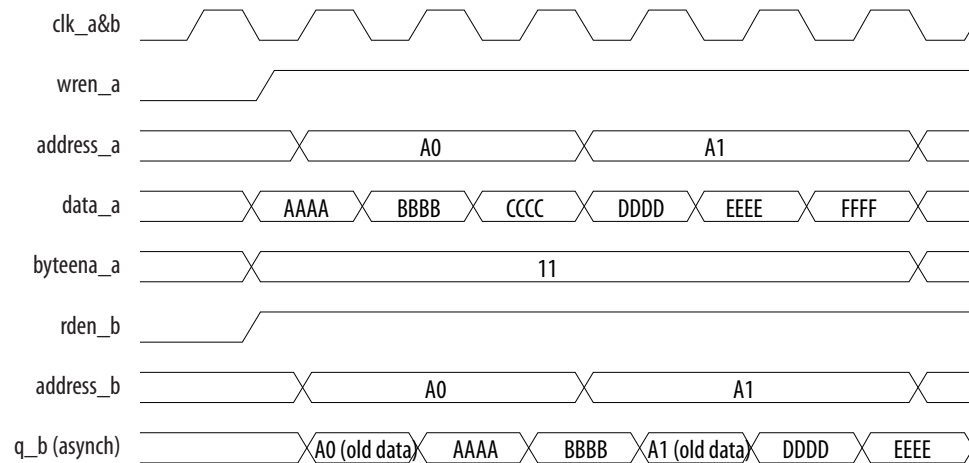 clk_a&b
wren_a
address_a A0 A1
data_a AAAA BBBB CCCC DDDD EEEE FFFF
byteena_a 11
rden_b
address_b A0 A1
q_b (asynch) A0 (old data) AAAA BBBB A1 (old data) DDDD EEEE